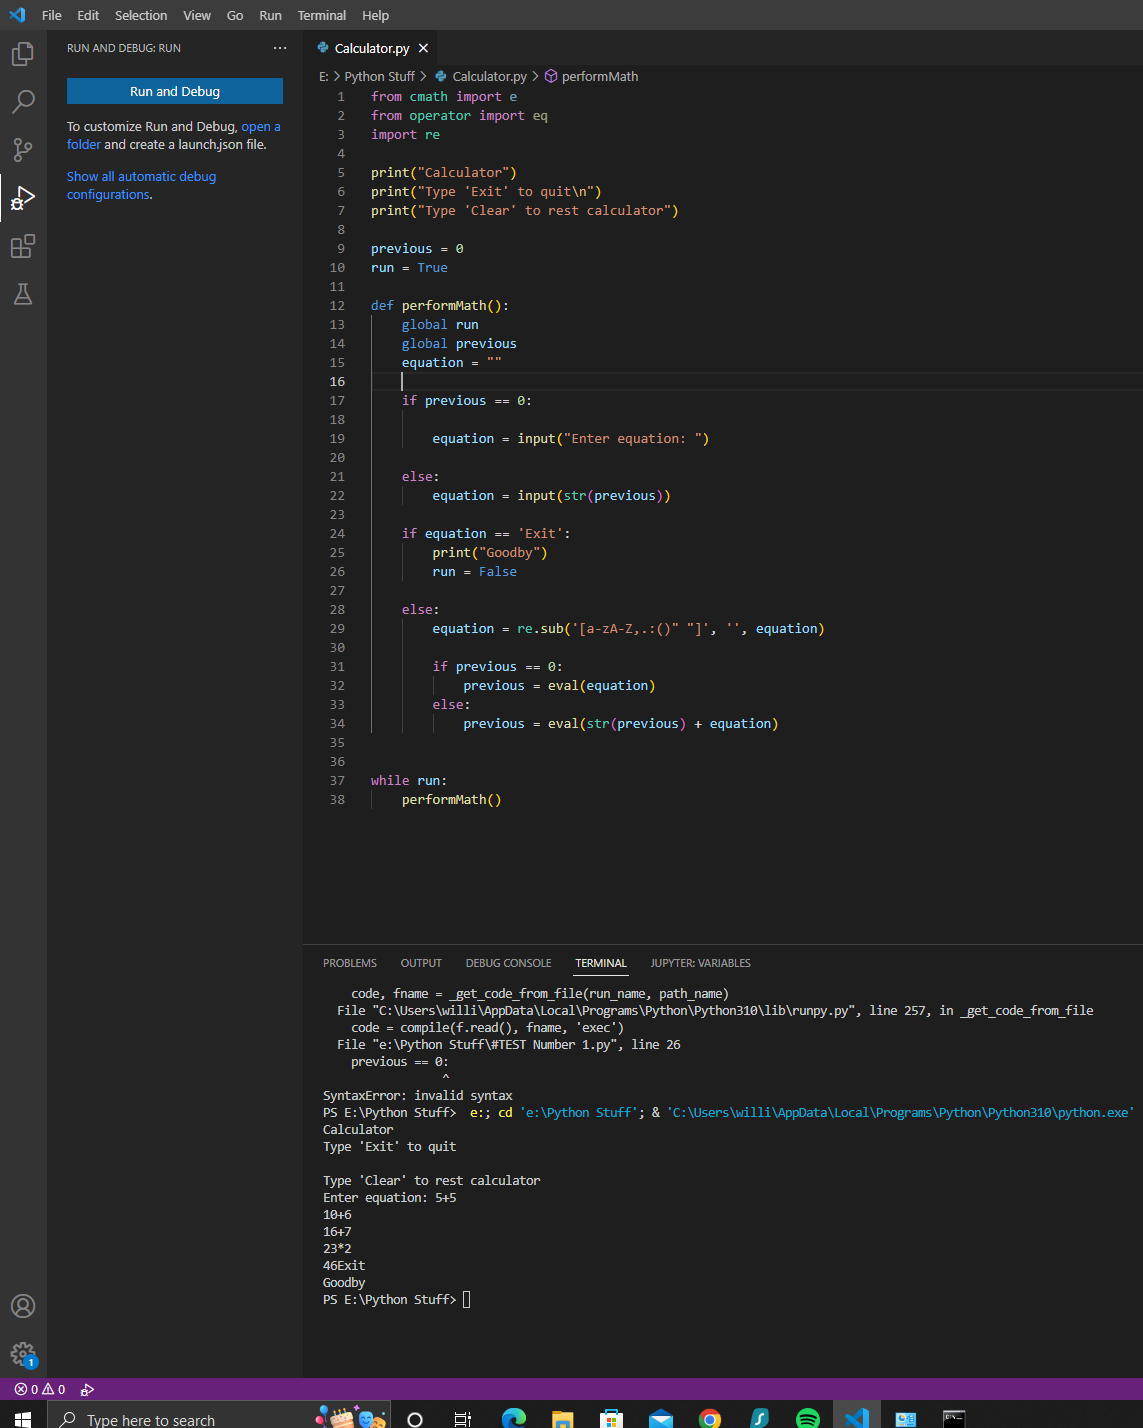 File Edit Selection View Go Run Terminal Help
RUN AND DEBUG: RUN ...
Run and Debug
To customize Run and Debug, open a
folder and create a launch.json file.
Show all automatic debug
configurations.
Calculator.py
E: > Python Stuff > Calculator.py > performMath
1 from cmath import e
2 from operator import eq
3 import re
4
5 print("Calculator")
6 print("Type 'Exit' to quit\n")
7 print("Type 'Clear' to rest calculator")
8
9 previous = 0
10 run = True
11
12 def performMath():
13     global run
14     global previous
15     equation = ""
16
17     if previous == 0:
18
19         equation = input("Enter equation: ")
20
21     else:
22         equation = input(str(previous))
23
24     if equation == 'Exit':
25         print("Goodby")
26         run = False
27
28     else:
29         equation = re.sub('[a-zA-Z,.:()" "]', '', equation)
30
31         if previous == 0:
32             previous = eval(equation)
33         else:
34             previous = eval(str(previous) + equation)
35
36
37 while run:
38     performMath()
PROBLEMS OUTPUT DEBUG CONSOLE TERMINAL JUPYTER: VARIABLES
    code, fname = _get_code_from_file(run_name, path_name)
  File "C:\Users\willi\AppData\Local\Programs\Python\Python310\lib\runpy.py", line 257, in _get_code_from_file
    code = compile(f.read(), fname, 'exec')
  File "e:\Python Stuff\#TEST Number 1.py", line 26
    previous == 0:
                 ^
SyntaxError: invalid syntax
PS E:\Python Stuff>  e:; cd 'e:\Python Stuff'; & 'C:\Users\willi\AppData\Local\Programs\Python\Python310\python.exe'
Calculator
Type 'Exit' to quit

Type 'Clear' to rest calculator
Enter equation: 5+5
10+6
16+7
23*2
46Exit
Goodby
PS E:\Python Stuff>
1
0 0
Type here to search